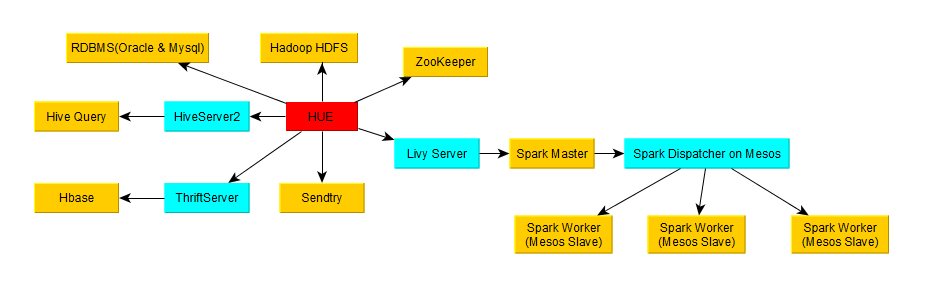 RDBMS(Oracle & Mysql)
Hadoop HDFS
ZooKeeper
Hive Query
HiveServer2
HUE
Livy Server
Spark Master
Spark Dispatcher on Mesos
Hbase
ThriftServer
Sendtry
Spark Worker
(Mesos Slave)
Spark Worker
(Mesos Slave)
Spark Worker
(Mesos Slave)